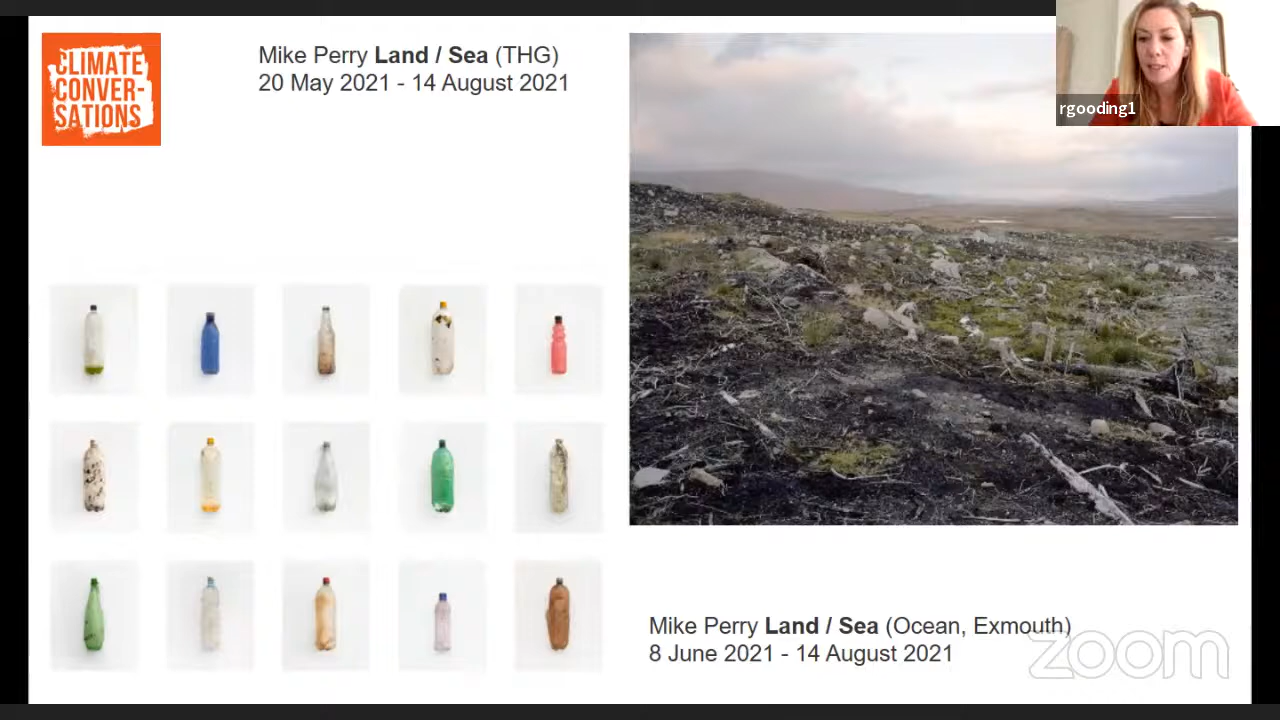 CLIMATE
CONVER-
SATIONS
Mike Perry Land / Sea (THG)
20 May 2021 - 14 August 2021
rgooding1
Mike Perry Land / Sea (Ocean, Exmouth)
8 June 2021 - 14 August 2021
zoom